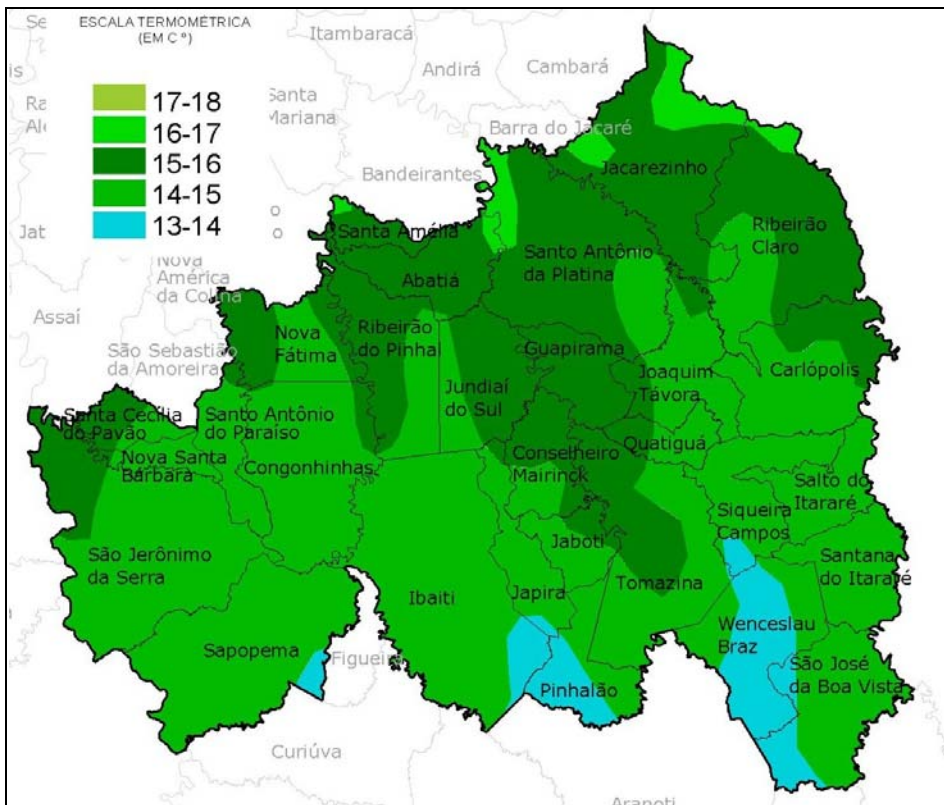 ESCALA TERMOMÉTRICA
(EM C º)
17-18
16-17
15-16
14-15
13-14
Itambaracá
Andirá
Cambará
Santa
Mariana
Barra do Jacaré
Bandeirantes
Jacarezinho
Ribeirão
Claro
Santa Amélia
Santo Antônio
da Platina
Abatiá
Nova
América
da Colina
Assaí
Nova
Fátima
Ribeirão
do Pinhal
Guapirama
São Sebastião
da Amoreira
Jundiaí
do Sul
Joaquim
Távora
Carlópolis
Santa Cecília
do Pavão
Santo Antônio
do Paraíso
Nova Santa
Bárbara
Congonhinhas
Conselheiro
Mairinck
Quatiguá
Salto do
Itararé
Siqueira
Campos
São Jerônimo
da Serra
Jaboti
Santana
do Itararé
Ibaiti
Japira
Tomazina
Sapopema
Figueira
Wenceslau
Braz
São José
da Boa Vista
Pinhalão
Curiúva
Arapoti